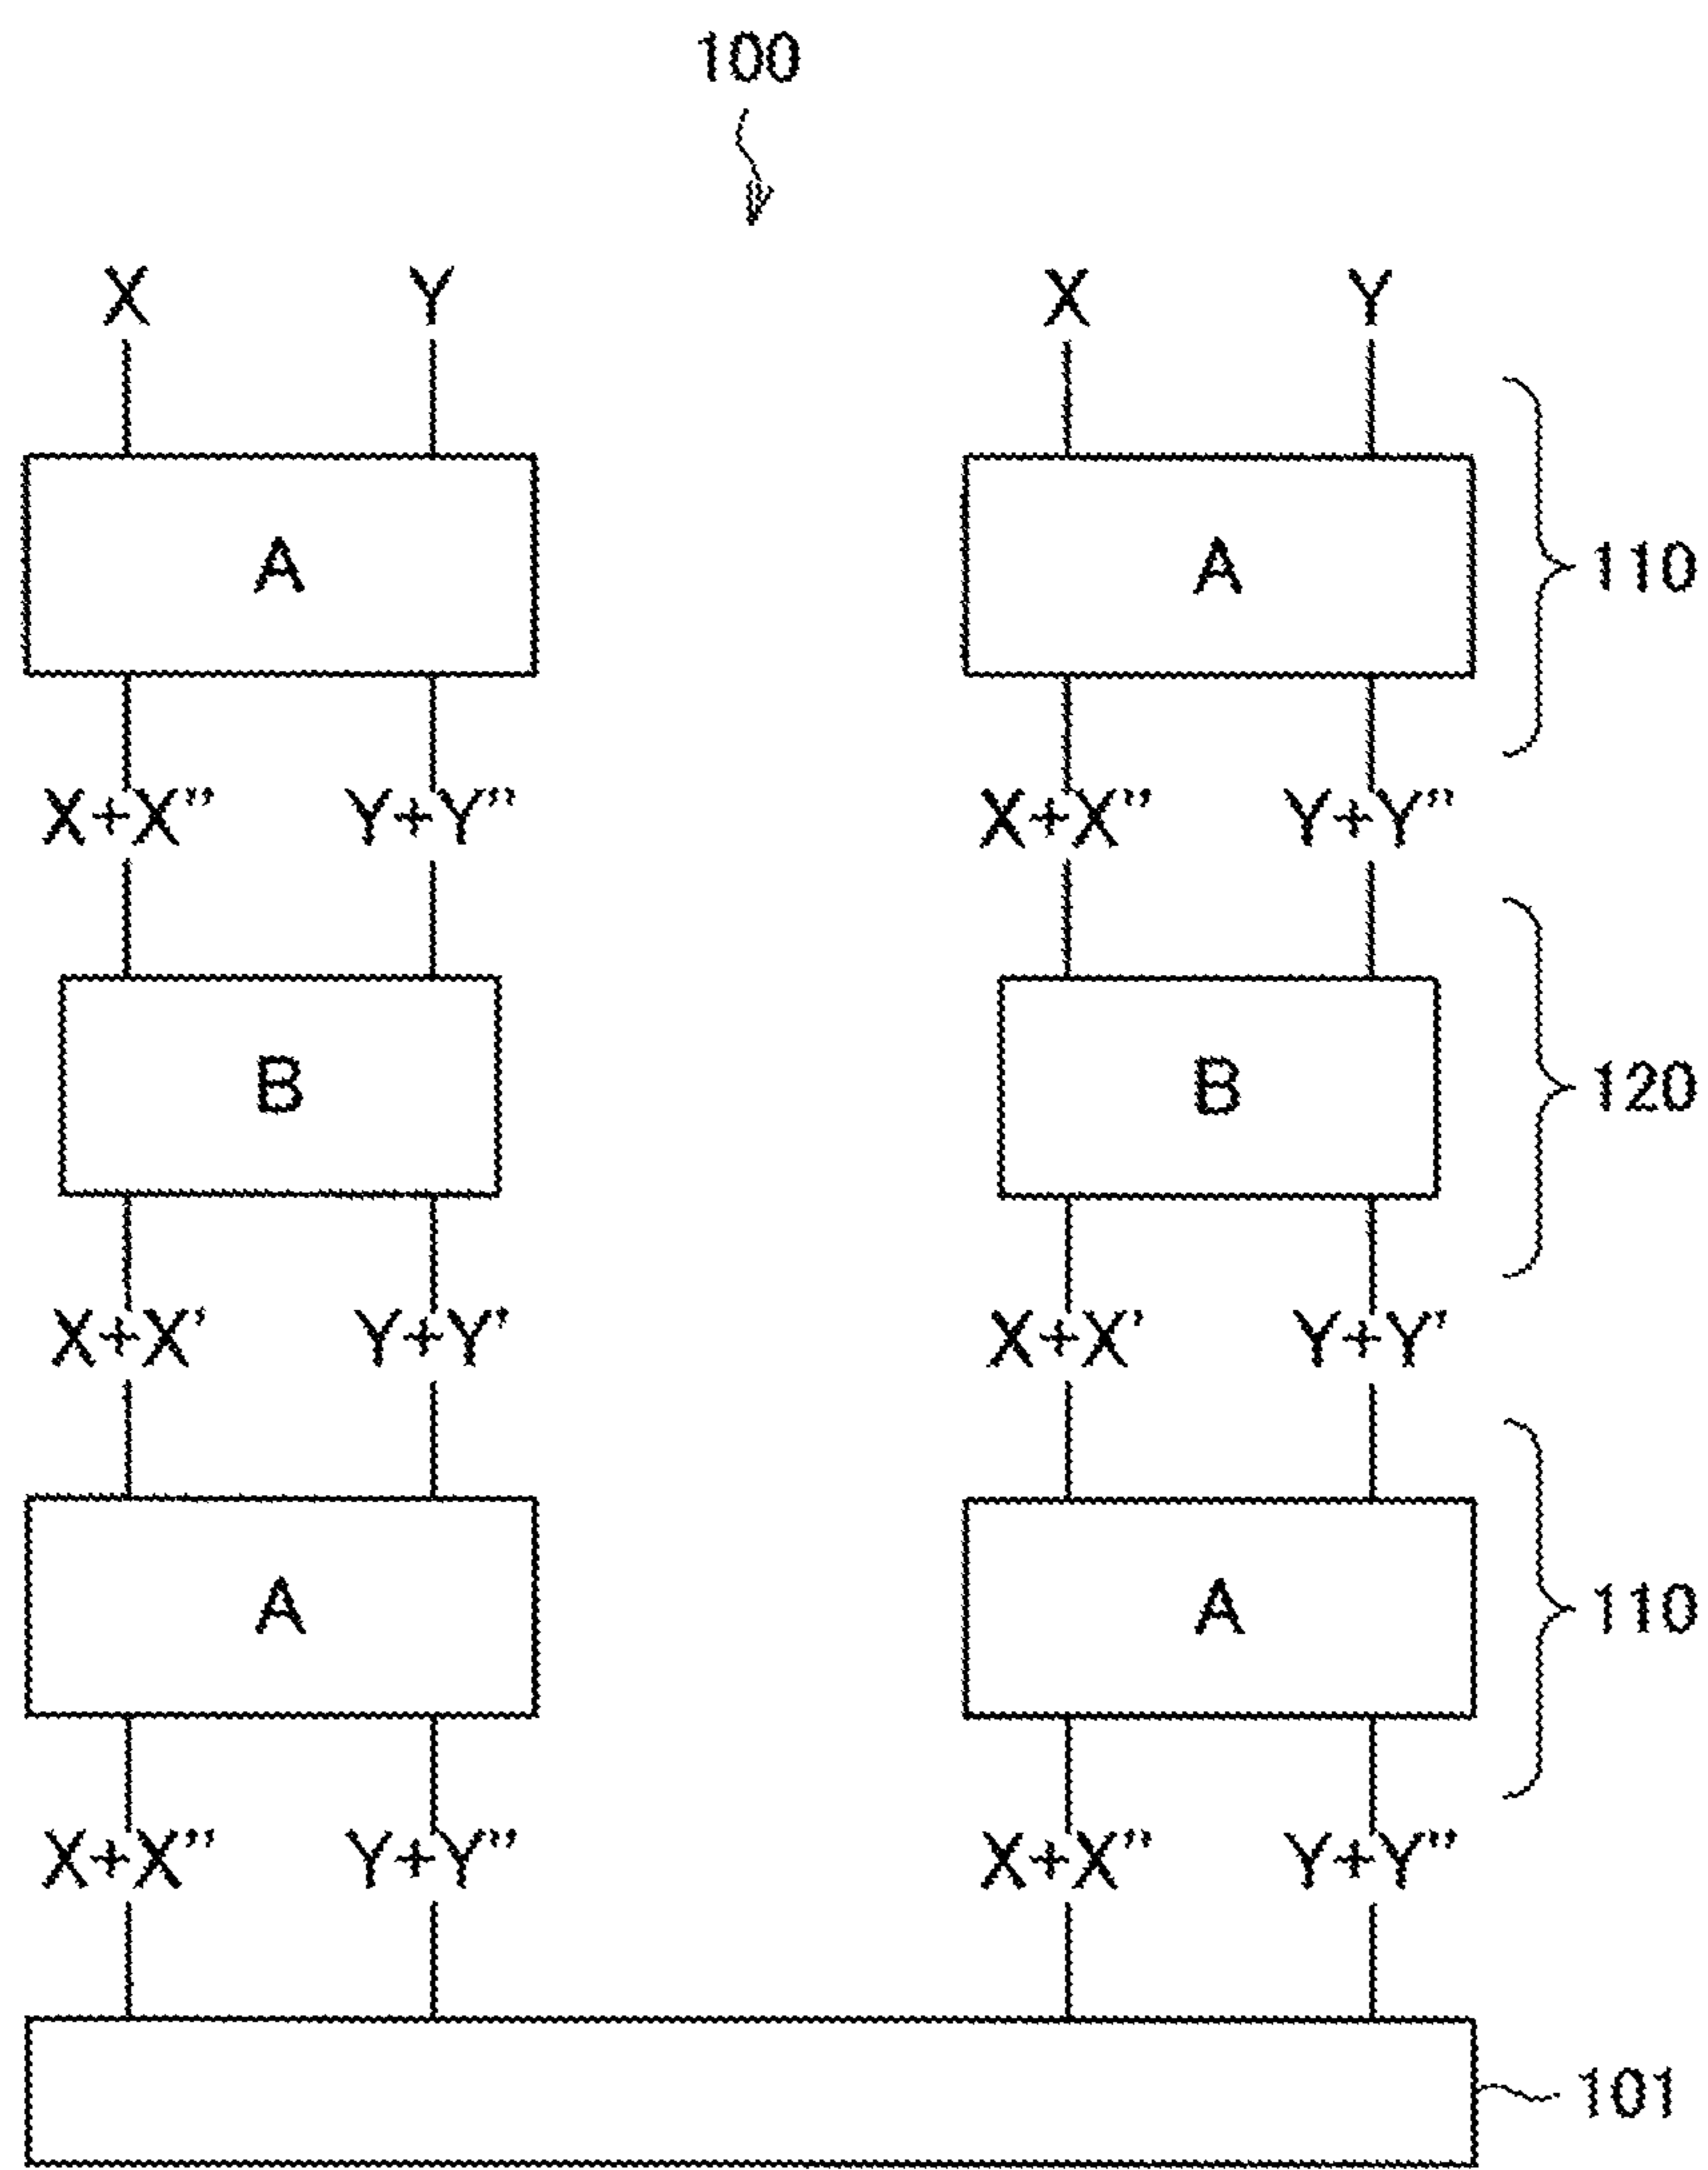 100
X Y X Y
A A 110
X+X” Y+Y” X+X” Y+Y”
B B 120
X+X’ Y+Y’ X+X’ Y+Y’
A A 110
X+X” Y+Y” X+X” Y+Y”
101